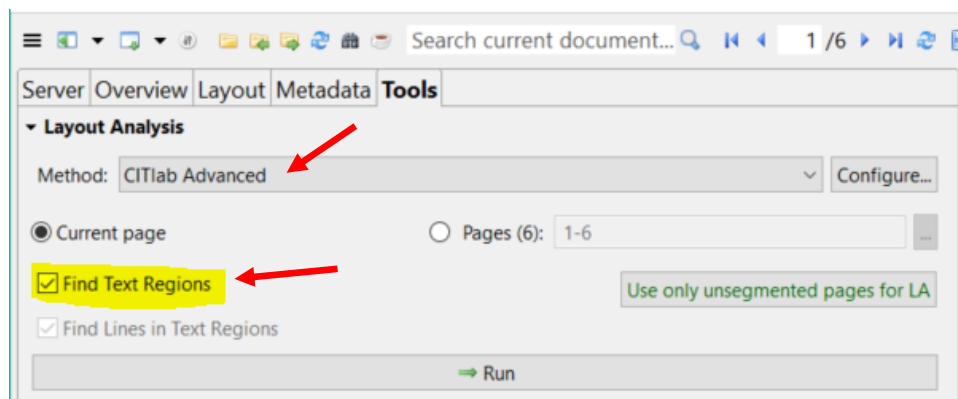 Search current document... 1 /6
Server Overview Layout Metadata Tools
Layout Analysis
Method: CITlab Advanced Configure...
Current page Pages (6): 1-6 ...
Find Text Regions Use only unsegmented pages for LA
Find Lines in Text Regions
Run